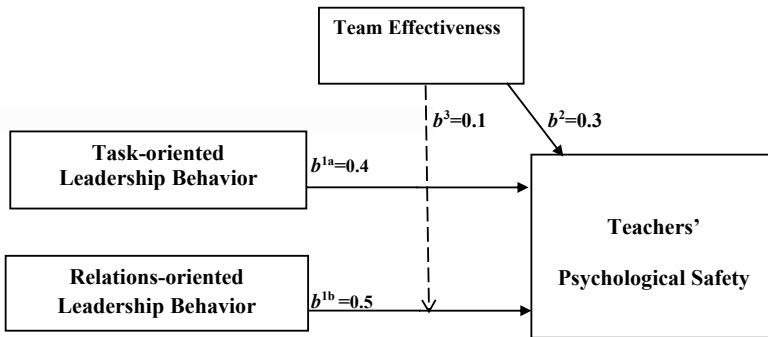 Team Effectiveness
b³=0.1
b²=0.3
Task-oriented
Leadership Behavior
b¹ᵃ=0.4
Teachers’
Psychological Safety
Relations-oriented
Leadership Behavior
b¹ᵇ=0.5